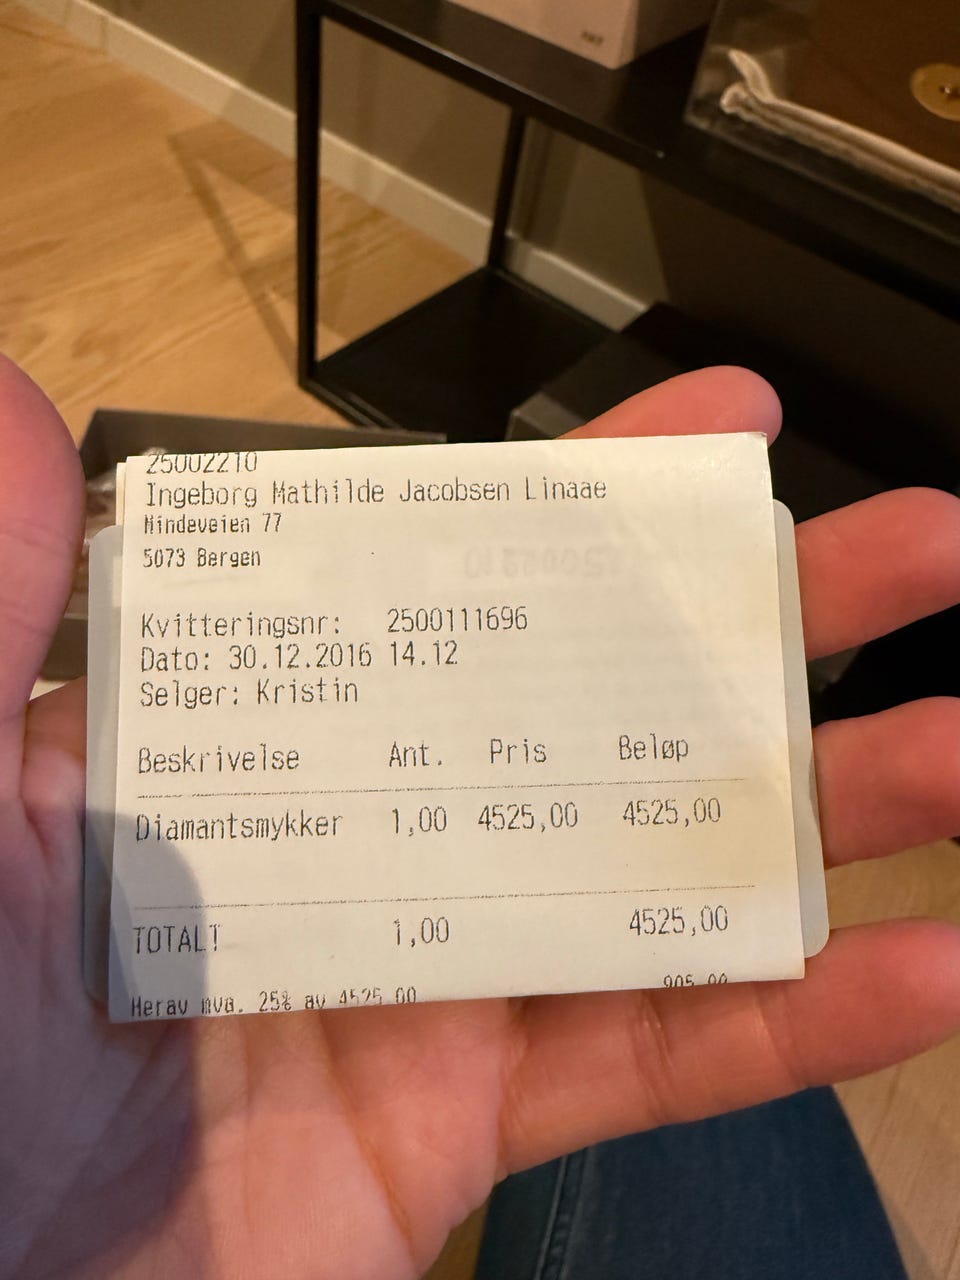 25002210
Ingeborg Mathilde Jacobsen Linaae
Mindeveien 77
5073 Bergen
Kvitteringsnr: 2500111696
Dato: 30.12.2016 14.12
Selger: Kristin
Beskrivelse Ant. Pris Beløp
Diamantsmykker 1,00 4525,00 4525,00
TOTALT 1,00 4525,00
Herav mva. 25% av 4525,00 905,00